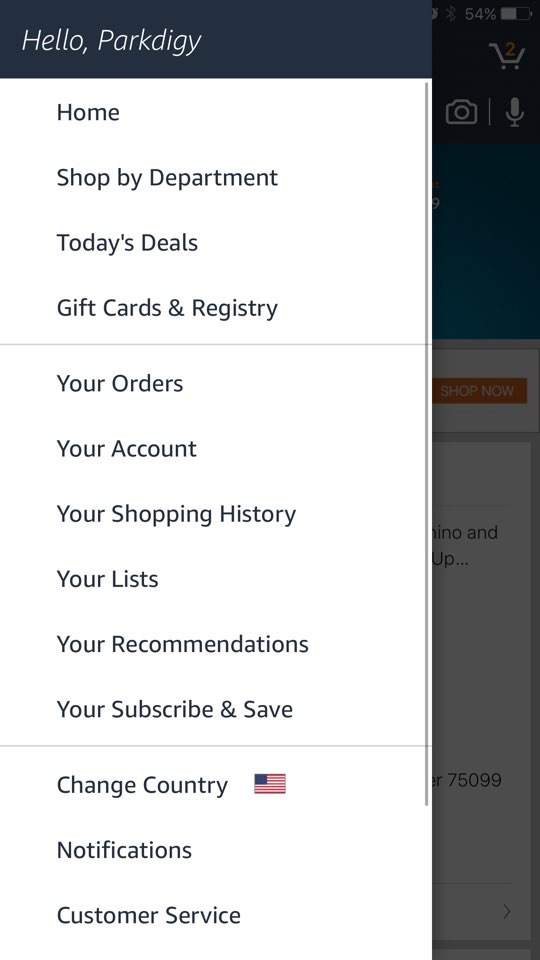 Hello, Parkdigy
54%
2
Home
Shop by Department
Today's Deals
9
Gift Cards & Registry
Your Orders
SHOP NOW
Your Account
Your Shopping History
and
Up...
Your Lists
Your Recommendations
Your Subscribe & Save
Change Country
75099
Notifications
Customer Service